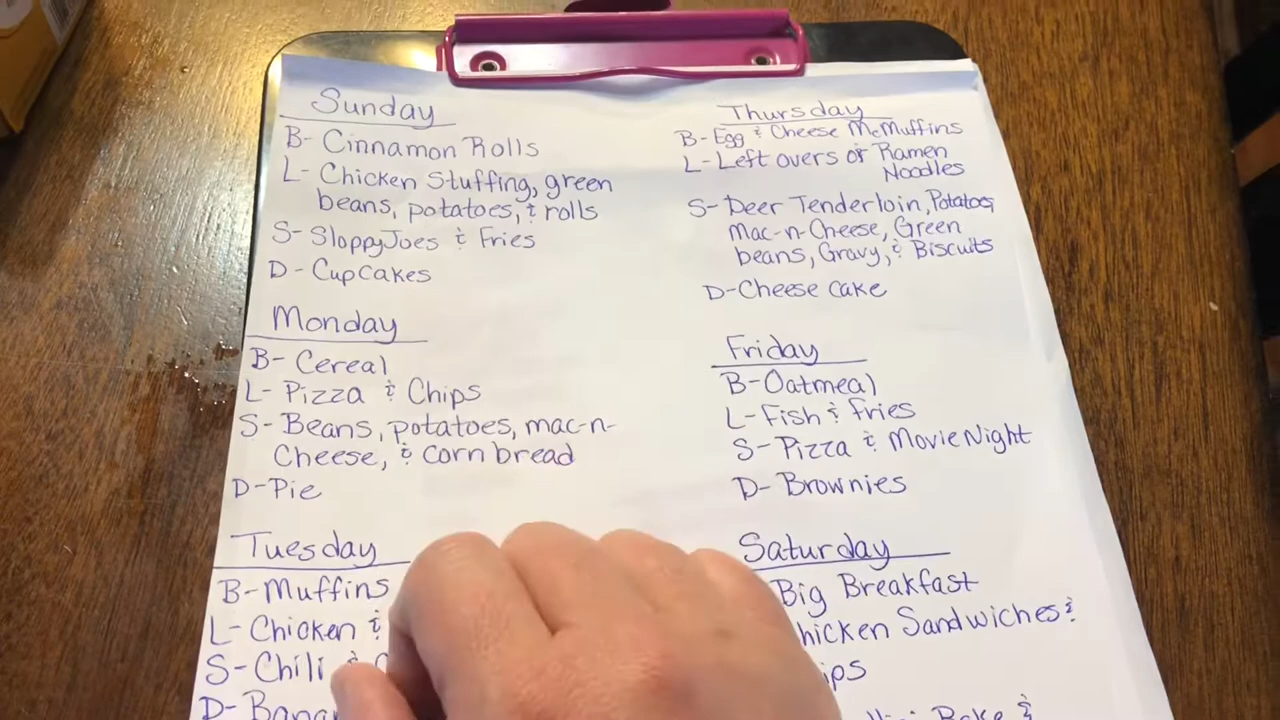 Sunday
B- Cinnamon Rolls
L- Chicken Stuffing, green
beans, potatoes, & rolls
S- Sloppy Joes & Fries
D- Cupcakes
Monday
B- Cereal
L- Pizza & Chips
S- Beans, potatoes, mac-n-
Cheese, & corn bread
D- Pie
Tuesday
B- Muffins
L- Chicken &
S- Chili &
D-
Thursday
B- Egg & Cheese McMuffins
L- Left overs or Ramen
Noodles
S- Deer Tenderloin, Potatoes,
Mac-n-Cheese, Green
beans, Gravy, & Biscuits
D- Cheese cake
Friday
B- Oatmeal
L- Fish & Fries
S- Pizza & Movie Night
D- Brownies
Saturday
Big Breakfast
Sandwiches &
Bake &